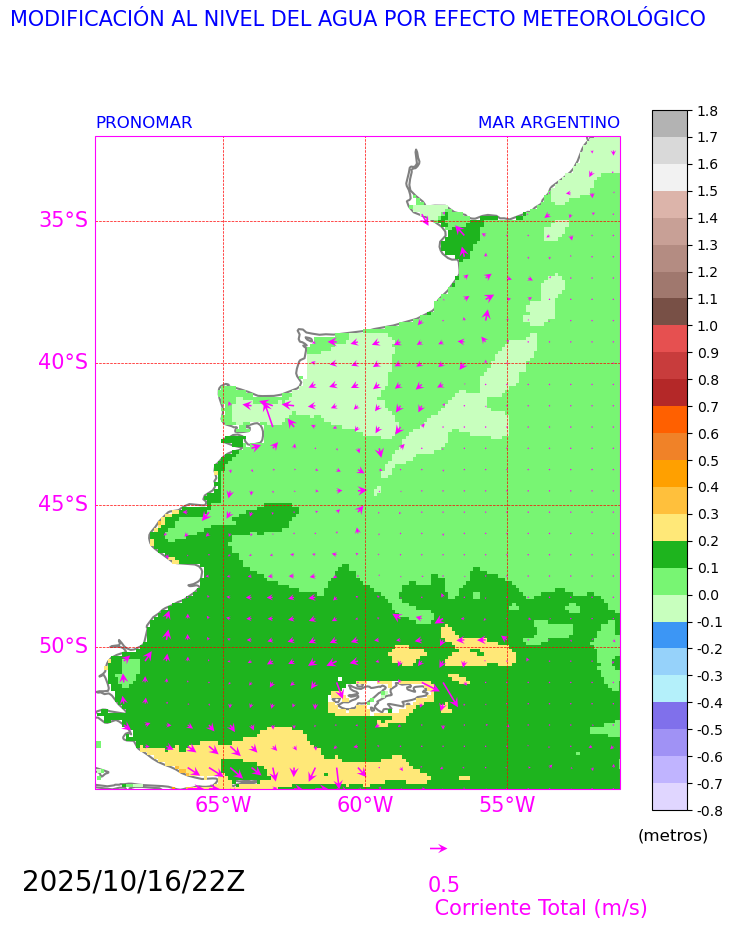 MODIFICACIÓN AL NIVEL DEL AGUA POR EFECTO METEOROLÓGICO
PRONOMAR MAR ARGENTINO
35°S
40°S
45°S
50°S
65°W 60°W 55°W
1.8
1.7
1.6
1.5
1.4
1.3
1.2
1.1
1.0
0.9
0.8
0.7
0.6
0.5
0.4
0.3
0.2
0.1
0.0
-0.1
-0.2
-0.3
-0.4
-0.5
-0.6
-0.7
-0.8
(metros)
2025/10/16/22Z
0.5
Corriente Total (m/s)